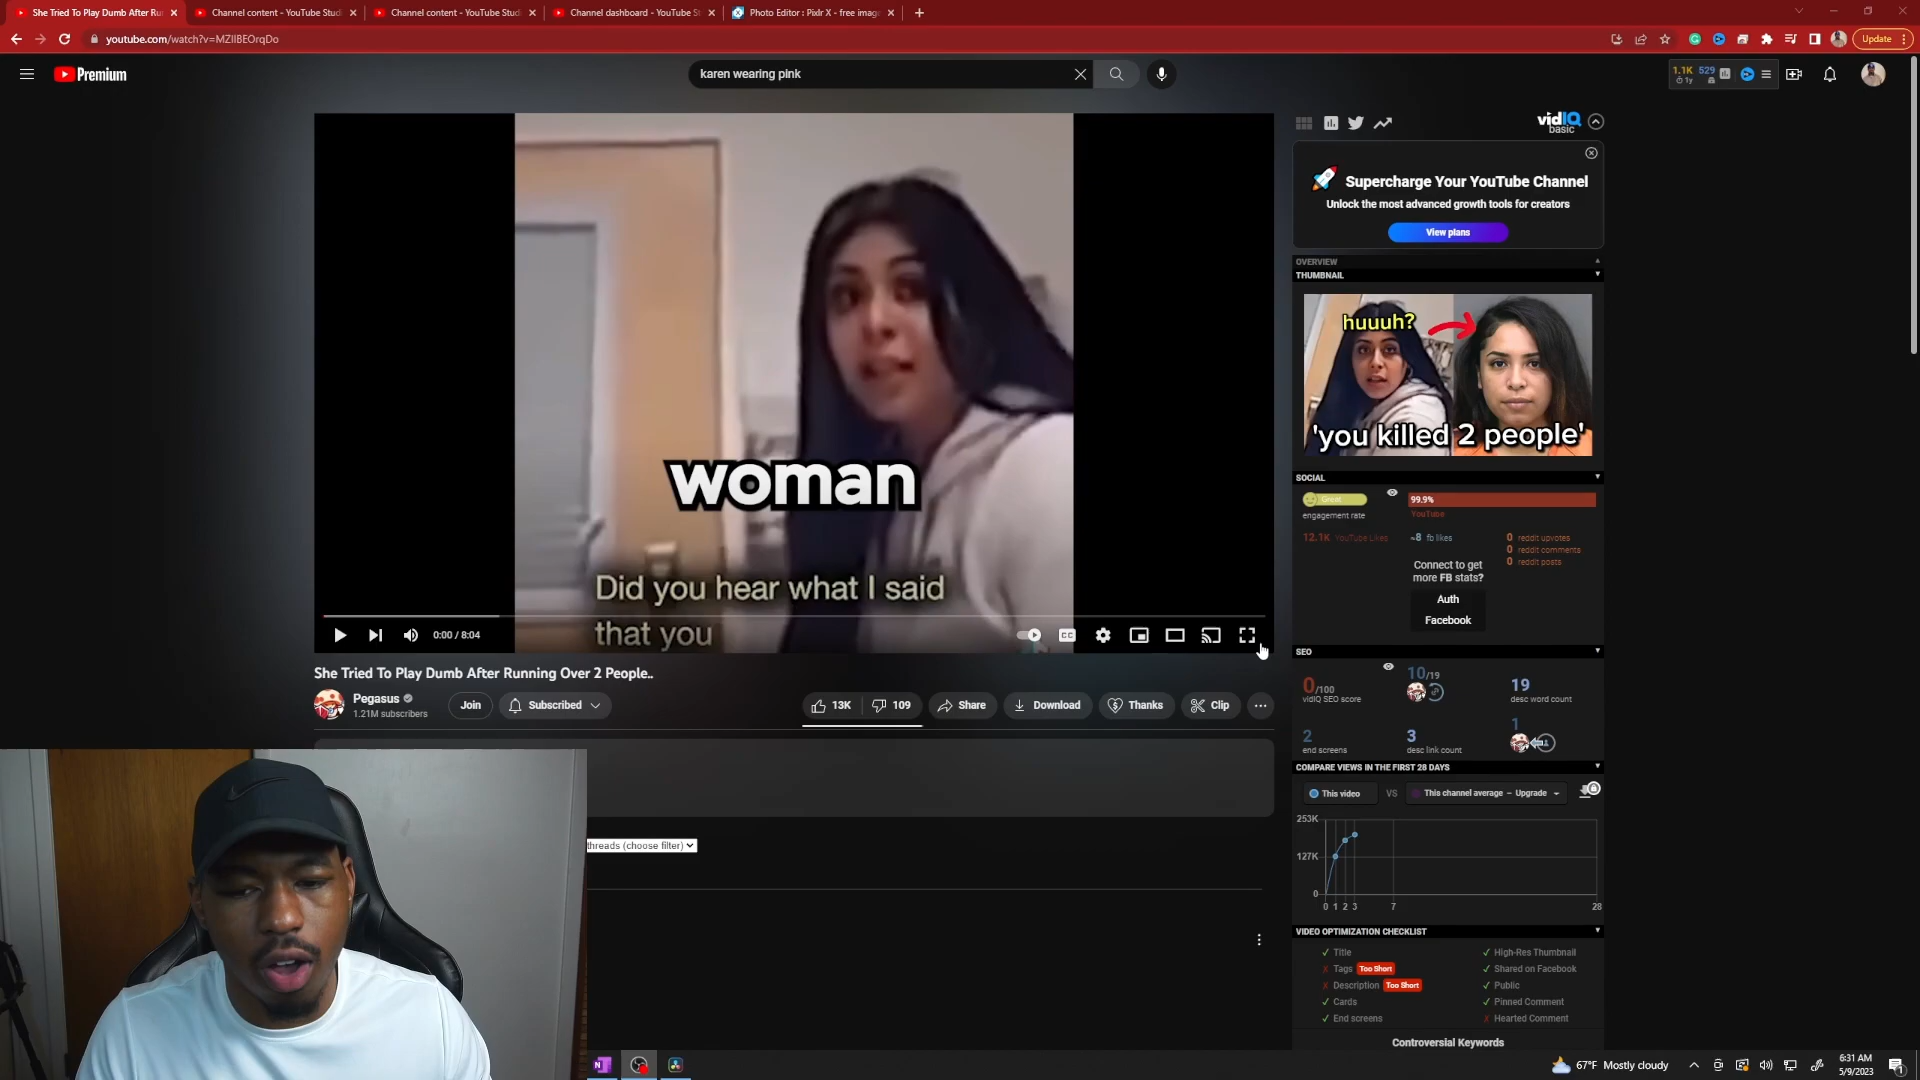 She Tried To Play Dumb After Ru
Channel content - YouTube Stud
Channel content - YouTube Stud
Channel dashboard - YouTube S
Photo Editor : Pixlr X - free imag
youtube.com/watch?v=MZIlBEOrqDo
Update
Premium
karen wearing pink
1.1K
529
1y
vidIQ
basic
Supercharge Your YouTube Channel
Unlock the most advanced growth tools for creators
View plans
OVERVIEW
THUMBNAIL
huuuh?
'you killed 2 people'
woman
Did you hear what I said
that you
0:00 / 8:04
CC
She Tried To Play Dumb After Running Over 2 People..
Pegasus
1.21M subscribers
Join
Subscribed
13K
109
Share
Download
Thanks
Clip
SOCIAL
Great
engagement rate
99.9%
YouTube
12.1K YouTube Likes
≈8 fb likes
0 reddit upvotes
0 reddit comments
0 reddit posts
Connect to get
more FB stats?
Auth
Facebook
SEO
0/100
vidIQ SEO score
10/19
19
desc word count
2
end screens
3
desc link count
1
COMPARE VIEWS IN THE FIRST 28 DAYS
This video
VS
This channel average – Upgrade
253K
127K
0
0 1 2 3 7 28
threads (choose filter)
VIDEO OPTIMIZATION CHECKLIST
✓ Title
✓ High-Res Thumbnail
✗ Tags Too Short
✓ Shared on Facebook
✗ Description Too Short
✓ Public
✓ Cards
✓ Pinned Comment
✓ End screens
✗ Hearted Comment
Controversial Keywords
67°F Mostly cloudy
6:31 AM
5/9/2023